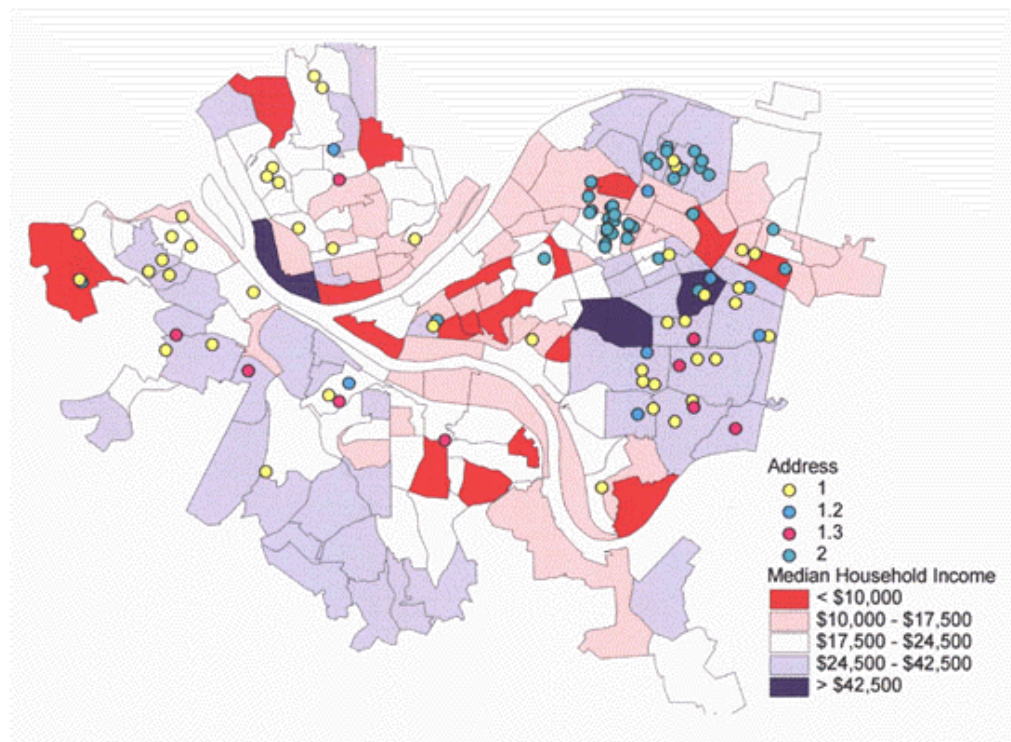 Address
1
1.2
1.3
2
Median Household Income
< $10,000
$10,000 - $17,500
$17,500 - $24,500
$24,500 - $42,500
> $42,500